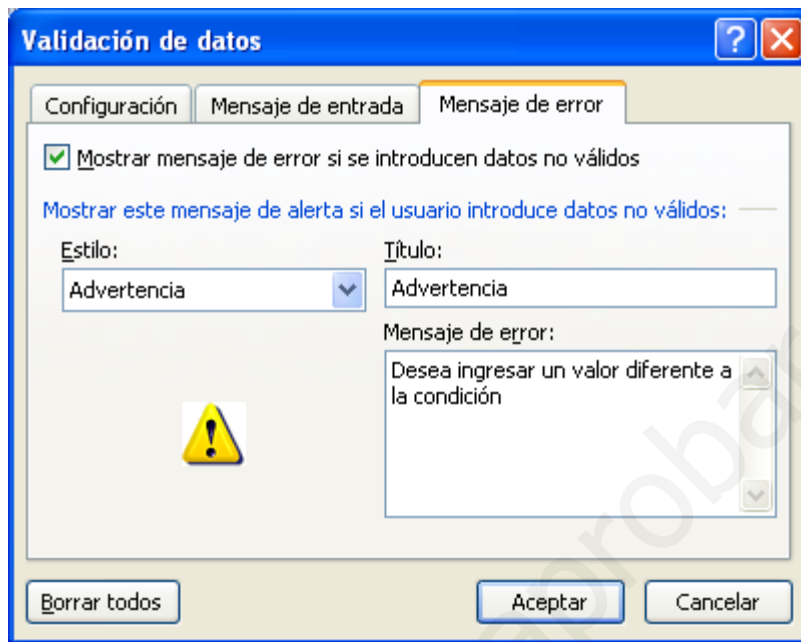 Validación de datos
Configuración Mensaje de entrada Mensaje de error
Mostrar mensaje de error si se introducen datos no válidos
Mostrar este mensaje de alerta si el usuario introduce datos no válidos:
Estilo: Título:
Advertencia Advertencia
Mensaje de error:
Desea ingresar un valor diferente a
la condición
Borrar todos Aceptar Cancelar